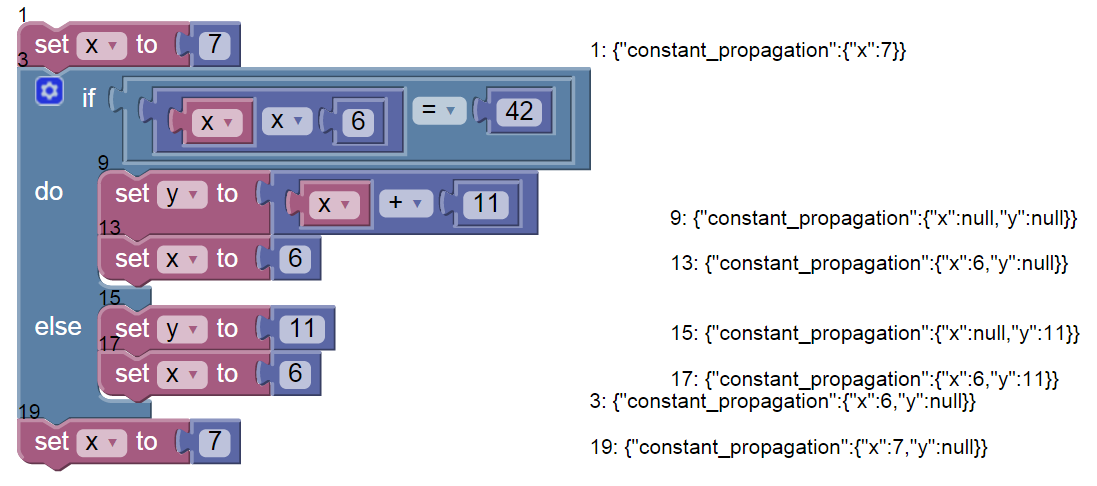 1
set x to 7
1: {"constant_propagation":{"x":7}}
3
if x x 6 = 42
9
do set y to x + 11
9: {"constant_propagation":{"x":null,"y":null}}
13
set x to 6
13: {"constant_propagation":{"x":6,"y":null}}
15
else set y to 11
15: {"constant_propagation":{"x":null,"y":11}}
17
set x to 6
17: {"constant_propagation":{"x":6,"y":11}}
3: {"constant_propagation":{"x":6,"y":null}}
19
set x to 7
19: {"constant_propagation":{"x":7,"y":null}}